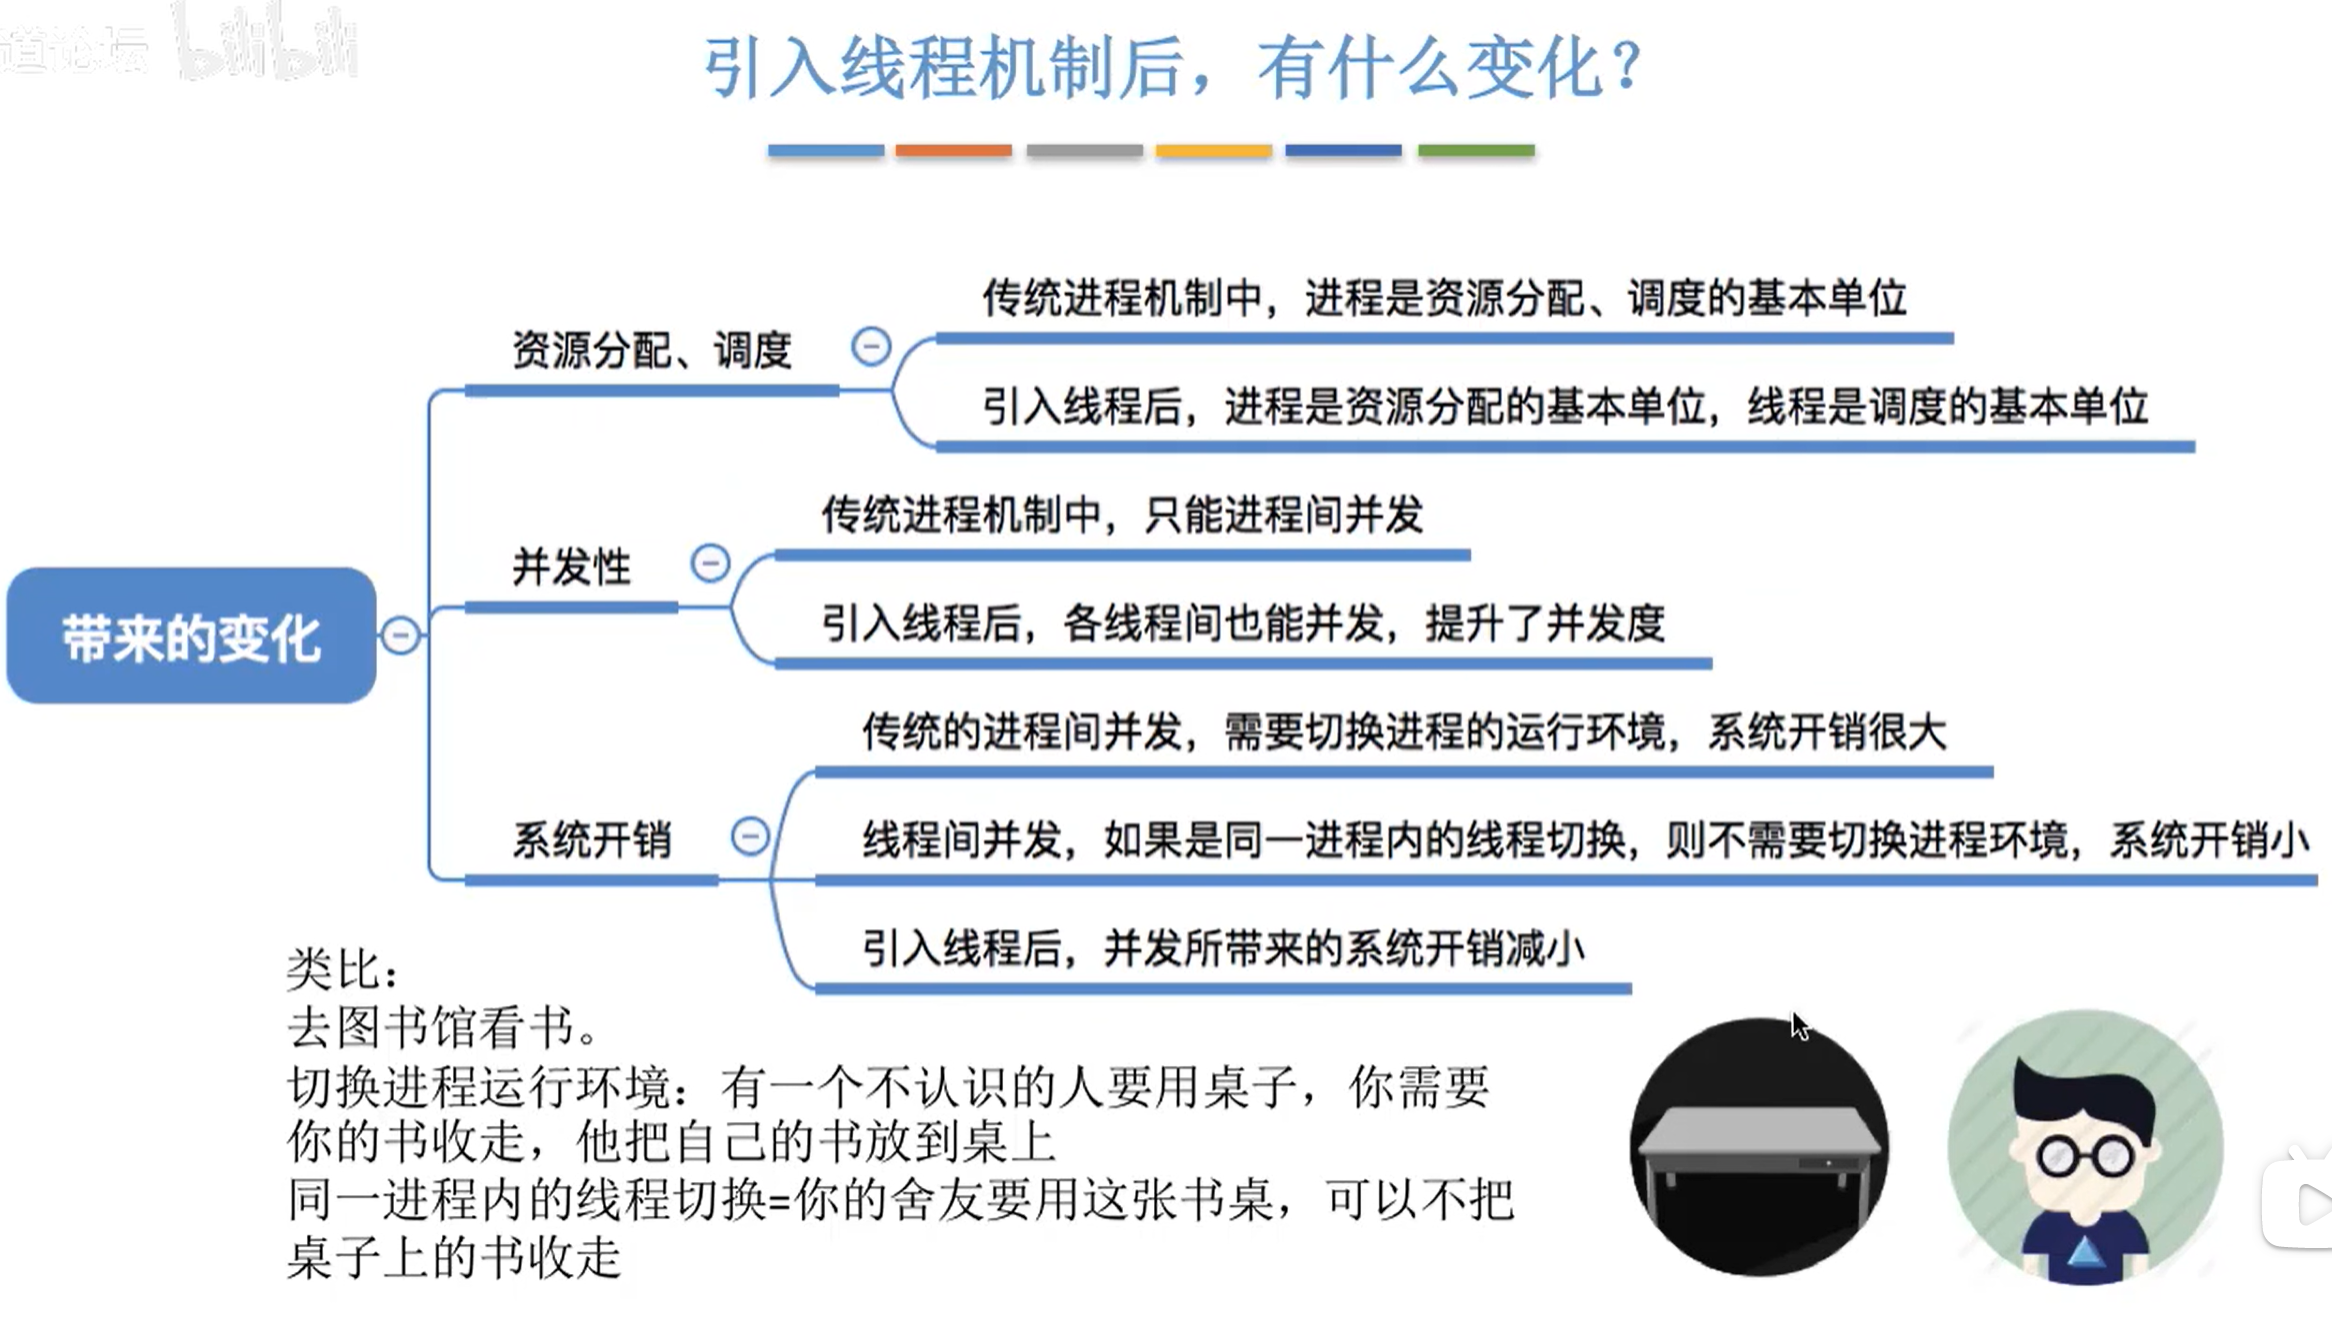 道论坛 bilibili
引入线程机制后，有什么变化？
带来的变化
资源分配、调度
传统进程机制中，进程是资源分配、调度的基本单位
引入线程后，进程是资源分配的基本单位，线程是调度的基本单位
并发性
传统进程机制中，只能进程间并发
引入线程后，各线程间也能并发，提升了并发度
系统开销
传统的进程间并发，需要切换进程的运行环境，系统开销很大
线程间并发，如果是同一进程内的线程切换，则不需要切换进程环境，系统开销小
引入线程后，并发所带来的系统开销减小
类比：
去图书馆看书。
切换进程运行环境：有一个不认识的人要用桌子，你需要
你的书收走，他把自己的书放到桌上
同一进程内的线程切换=你的舍友要用这张书桌，可以不把
桌子上的书收走